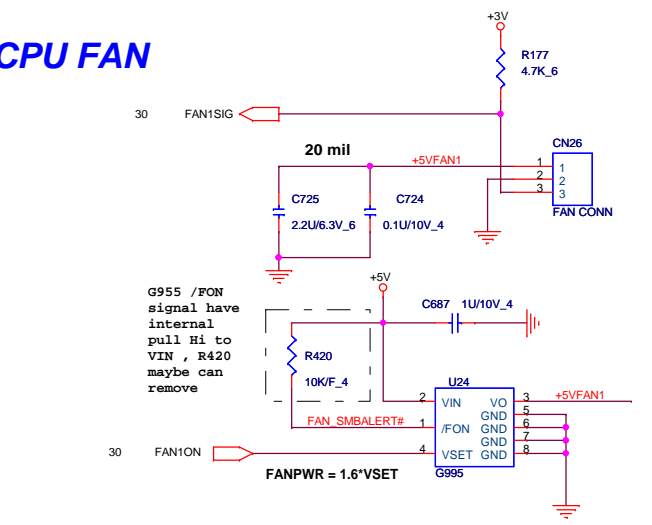 CPU FAN
+3V
R177
4.7K_6
30 FAN1SIG
20 mil
+5VFAN1
CN26
1 1
2 2
3 3
FAN CONN
C725
2.2U/6.3V_6
C724
0.1U/10V_4
+5V
G955 /FON
signal have
internal
pull Hi to
VIN , R420
maybe can
remove
R420
10K/F_4
C687 1U/10V_4
U24
2 VIN VO 3 +5VFAN1
GND 5
FAN_SMBALERT# 1 /FON GND 6
GND 7
30 FAN1ON 4 VSET GND 8
FANPWR = 1.6*VSET
G995